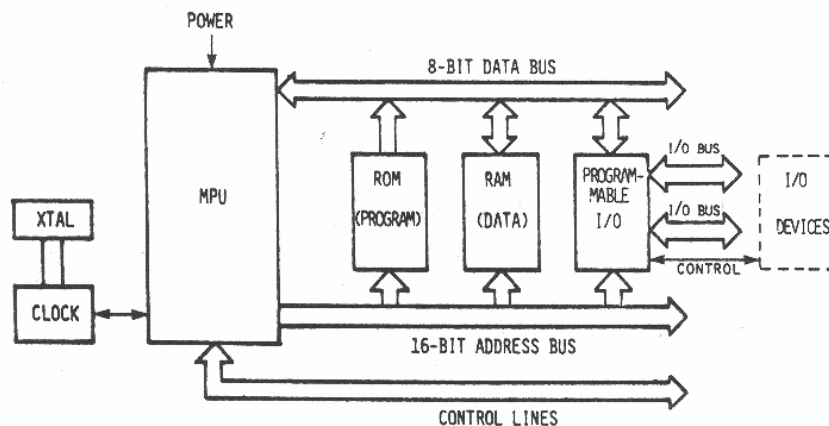 POWER
8-BIT DATA BUS
MPU
ROM
(PROGRAM)
RAM
(DATA)
PROGRAM-
MABLE
I/O
I/O BUS
I/O BUS
CONTROL
I/O
DEVICES
XTAL
CLOCK
16-BIT ADDRESS BUS
CONTROL LINES